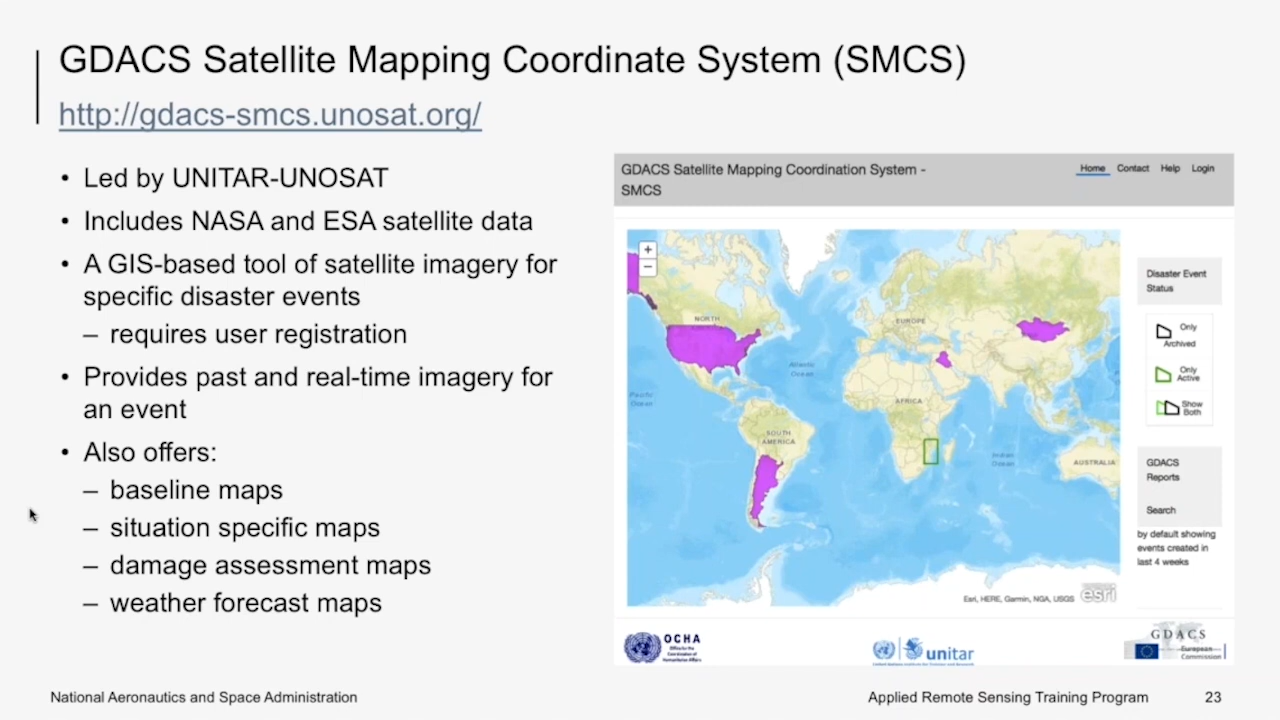 GDACS Satellite Mapping Coordinate System (SMCS)
http://gdacs-smcs.unosat.org/
• Led by UNITAR-UNOSAT
• Includes NASA and ESA satellite data
• A GIS-based tool of satellite imagery for
specific disaster events
– requires user registration
• Provides past and real-time imagery for
an event
• Also offers:
– baseline maps
– situation specific maps
– damage assessment maps
– weather forecast maps
GDACS Satellite Mapping Coordination System -
SMCS
Home Contact Help Login
+
−
NORTH
EUROPE
Atlantic
Ocean
Pacific
Ocean
AFRICA
SOUTH
AMERICA
Indian
Ocean
AUSTRALIA
Esri, HERE, Garmin, NGA, USGS
esri
Disaster Event
Status
Only
Archived
Only
Active
Show
Both
GDACS
Reports
Search
by default showing
events created in
last 4 weeks
OCHA
Office for the
Coordination of
Humanitarian Affairs
unitar
United Nations Institute for Training and Research
GDACS
European
Commission
National Aeronautics and Space Administration
Applied Remote Sensing Training Program
23